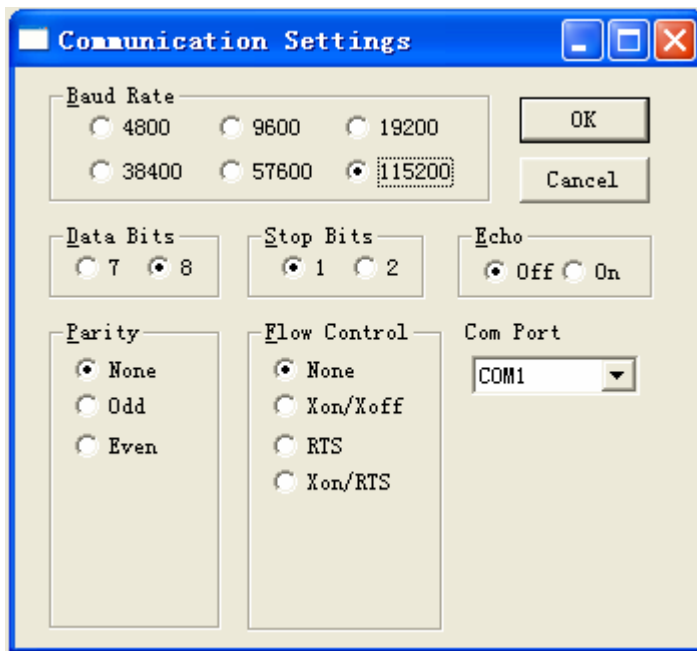 Communication Settings
Baud Rate
4800 9600 19200
38400 57600 115200
OK
Cancel
Data Bits
7 8
Stop Bits
1 2
Echo
Off On
Parity
None
Odd
Even
Flow Control
None
Xon/Xoff
RTS
Xon/RTS
Com Port
COM1